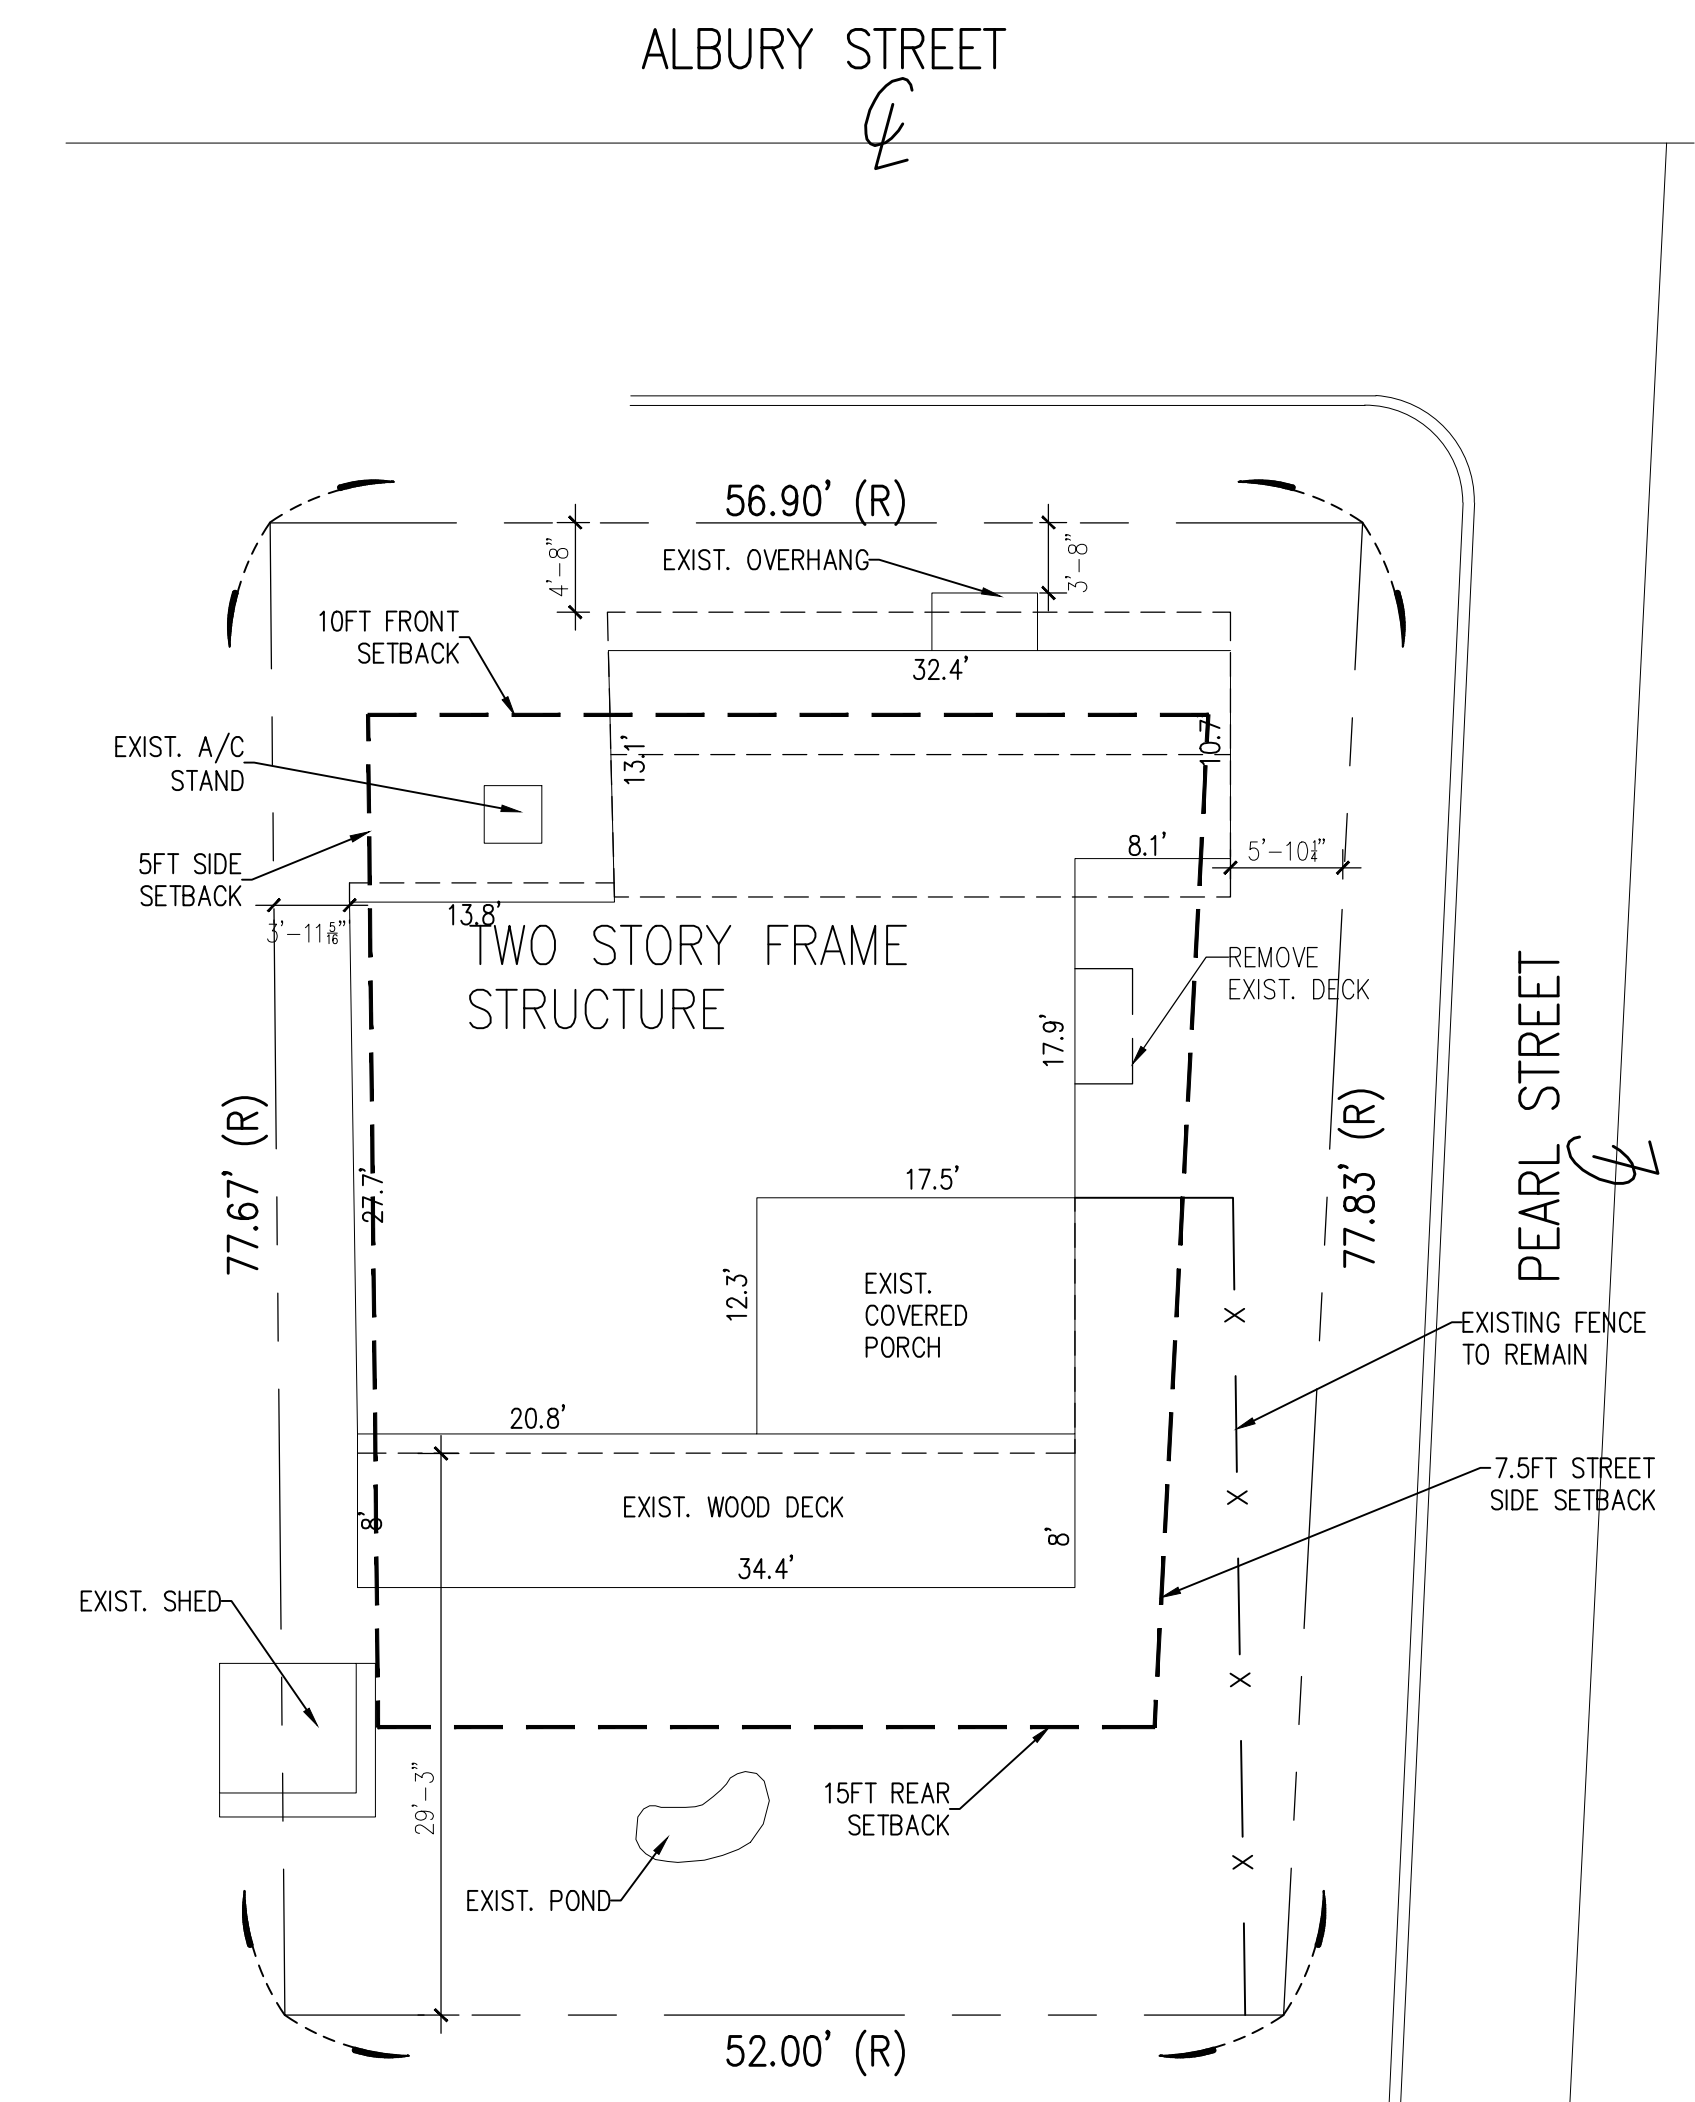 ALBURY STREET
℄
56.90' (R)
4'-8"
EXIST. OVERHANG
3'-8"
10FT FRONT
SETBACK
32.4'
EXIST. A/C
STAND
13.1'
10.7
5FT SIDE
SETBACK
8.1'
5'-10¼"
13.8'
3'-11 5/16"
TWO STORY FRAME
STRUCTURE
REMOVE
EXIST. DECK
17.9'
PEARL STREET
℄
77.67' (R)
77.83' (R)
27.7'
17.5'
12.3'
EXIST.
COVERED
PORCH
X
EXISTING FENCE
TO REMAIN
20.8'
7.5FT STREET
SIDE SETBACK
X
EXIST. WOOD DECK
8'
8'
34.4'
EXIST. SHED
X
29'-3"
15FT REAR
SETBACK
X
EXIST. POND
52.00' (R)